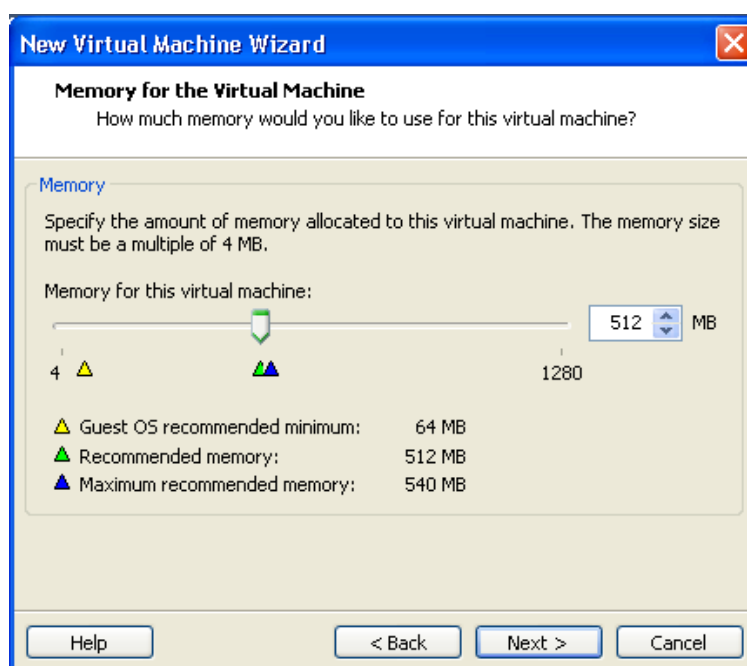 New Virtual Machine Wizard
Memory for the Virtual Machine
How much memory would you like to use for this virtual machine?
Memory
Specify the amount of memory allocated to this virtual machine. The memory size
must be a multiple of 4 MB.
Memory for this virtual machine:
512 MB
4 1280
Guest OS recommended minimum: 64 MB
Recommended memory: 512 MB
Maximum recommended memory: 540 MB
Help < Back Next > Cancel